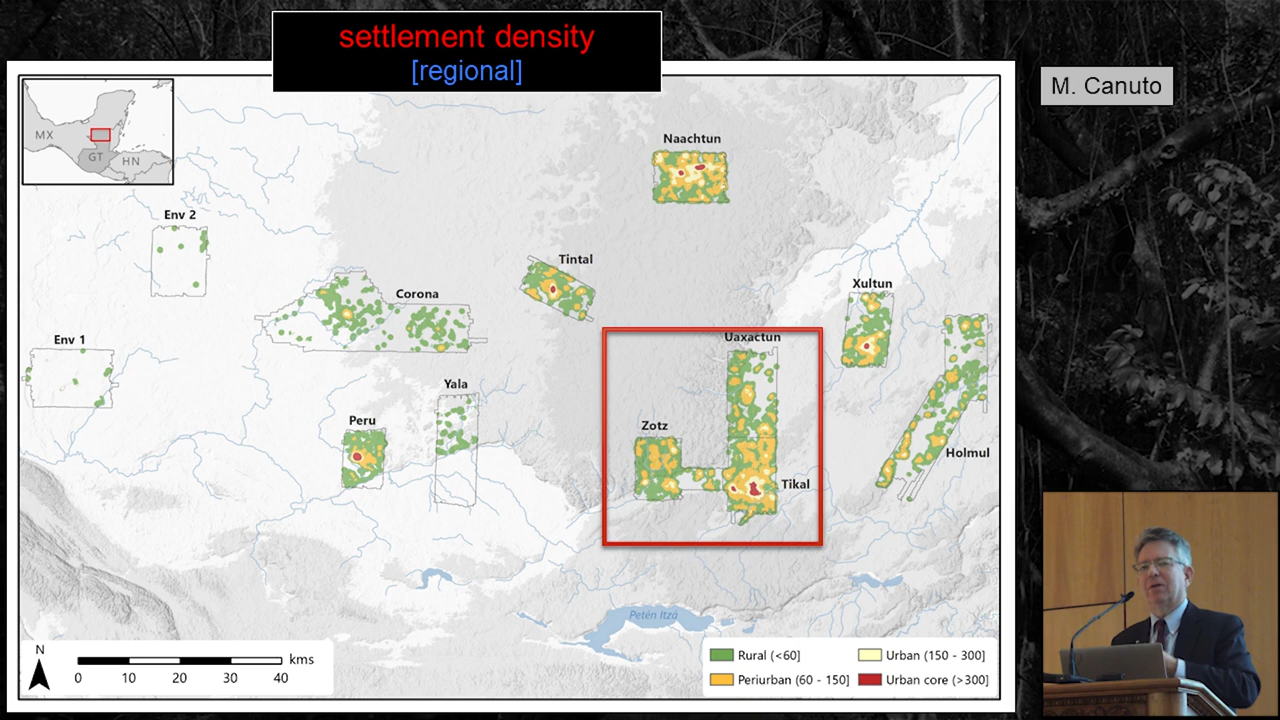 settlement density
[regional]
M. Canuto
MX
GT
HN
Naachtun
Env 2
Tintal
Xultun
Corona
Uaxactun
Env 1
Yala
Peru
Zotz
Holmul
Tikal
Petén Itzá
N
kms
0 10 20 30 40
Rural (<60]
Urban (150 - 300]
Periurban (60 - 150]
Urban core (>300]